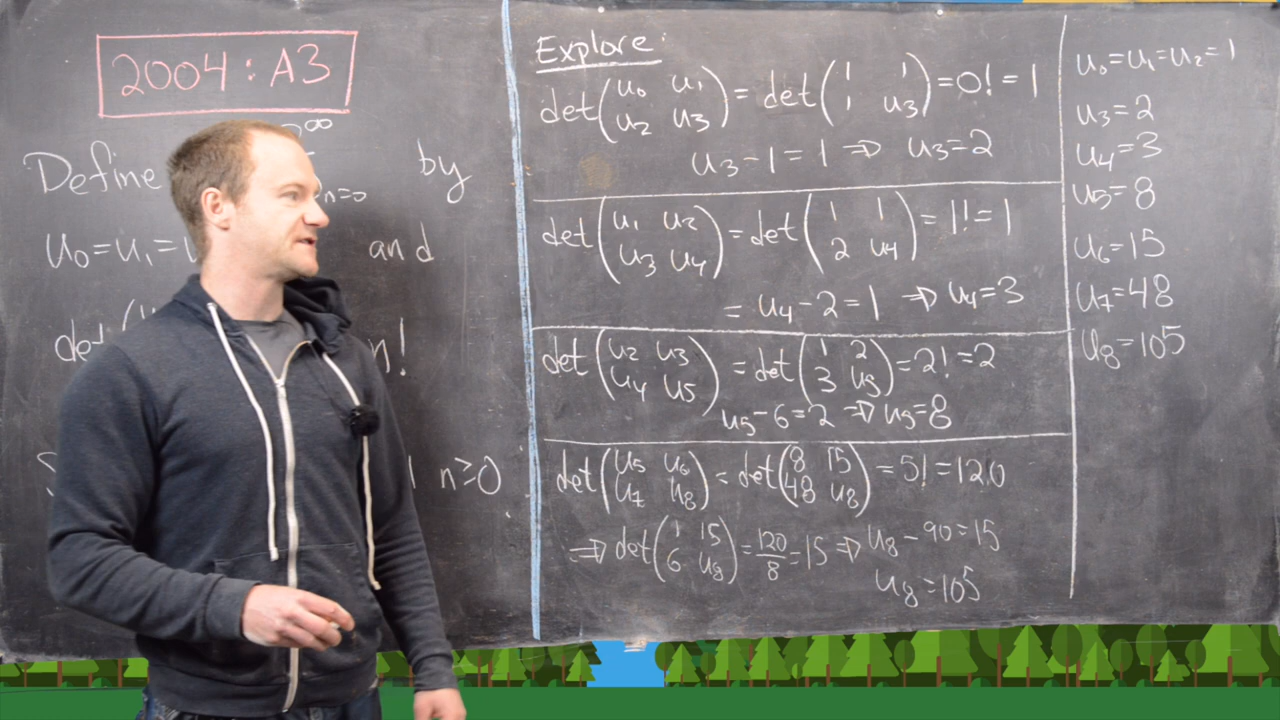 2004 : A3
Define ∞ n=0 by
u₀=u₁= and
det ( n!
n≥0
Explore:
det(u₀ u₁
u₂ u₃) = det(1 1
1 u₃) = 0! = 1
u₃-1=1 ⇒ u₃=2
det(u₁ u₂
u₃ u₄) = det(1 1
2 u₄) = 1! = 1
= u₄-2=1 ⇒ u₄=3
det(u₂ u₃
u₄ u₅) = det(1 2
3 u₅) = 2! = 2
u₅-6=2 ⇒ u₅=8
det(u₅ u₆
u₇ u₈) = det(8 15
48 u₈) = 5! = 120
⇒ det(1 15
6 u₈) = 120/8 = 15 ⇒ u₈-90=15
u₈=105
u₀=u₁=u₂=1
u₃=2
u₄=3
u₅=8
u₆=15
u₇=48
u₈=105